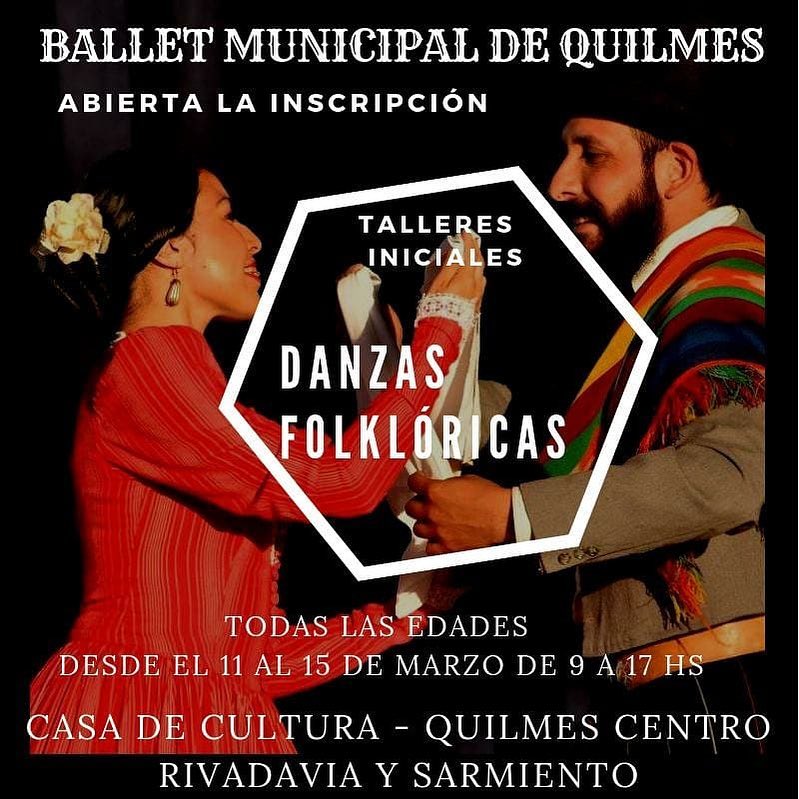 BALLET MUNICIPAL DE QUILMES
ABIERTA LA INSCRIPCIÓN
TALLERES
INICIALES
DANZAS
FOLKLÓRICAS
TODAS LAS EDADES
DESDE EL 11 AL 15 DE MARZO DE 9 A 17 HS
CASA DE CULTURA - QUILMES CENTRO
RIVADAVIA Y SARMIENTO